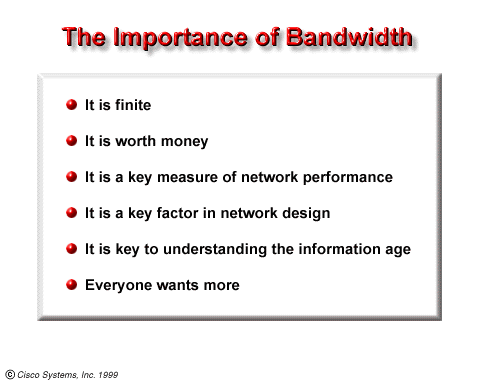 The Importance of Bandwidth
It is finite
It is worth money
It is a key measure of network performance
It is a key factor in network design
It is key to understanding the information age
Everyone wants more
© Cisco Systems, Inc. 1999